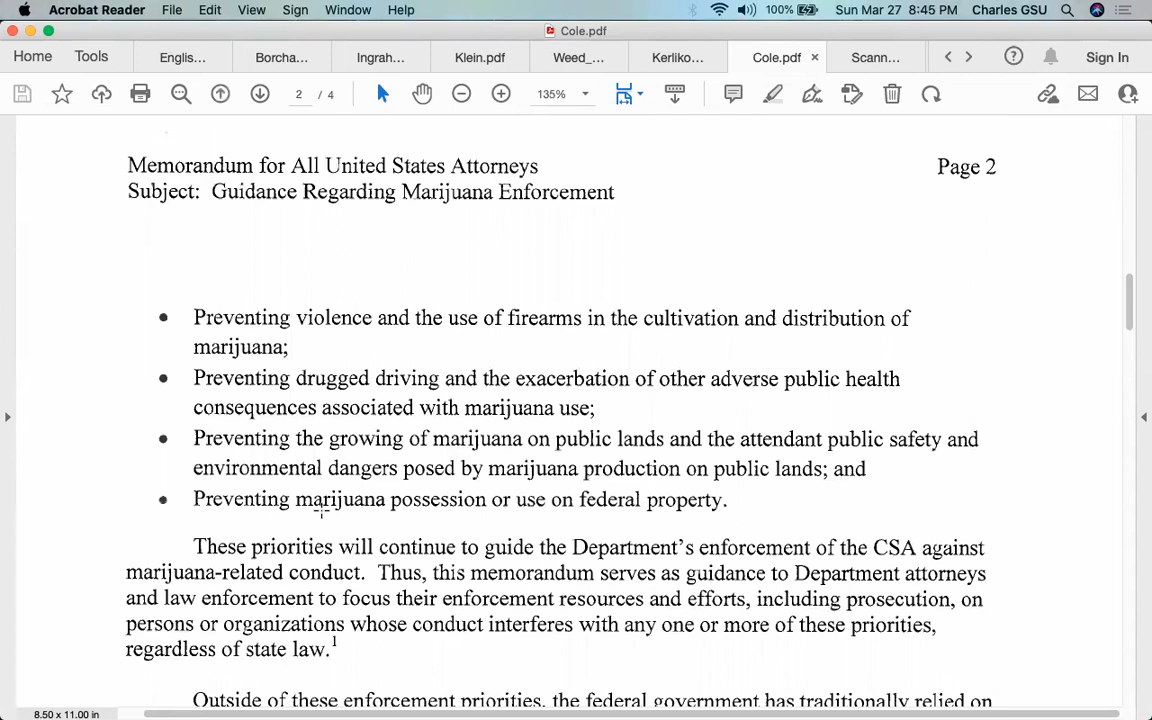 Acrobat Reader File Edit View Sign Window Help 100% Sun Mar 27 8:45 PM Charles GSU
Cole.pdf
Home Tools Englis... Borcha... Ingrah... Klein.pdf Weed_... Kerliko... Cole.pdf × Scann... Sign In
2 / 4 135%
Memorandum for All United States Attorneys Page 2
Subject: Guidance Regarding Marijuana Enforcement
• Preventing violence and the use of firearms in the cultivation and distribution of
marijuana;
• Preventing drugged driving and the exacerbation of other adverse public health
consequences associated with marijuana use;
• Preventing the growing of marijuana on public lands and the attendant public safety and
environmental dangers posed by marijuana production on public lands; and
• Preventing marijuana possession or use on federal property.
These priorities will continue to guide the Department's enforcement of the CSA against
marijuana-related conduct. Thus, this memorandum serves as guidance to Department attorneys
and law enforcement to focus their enforcement resources and efforts, including prosecution, on
persons or organizations whose conduct interferes with any one or more of these priorities,
regardless of state law.1
Outside of these enforcement priorities, the federal government has traditionally relied on
8.50 x 11.00 in